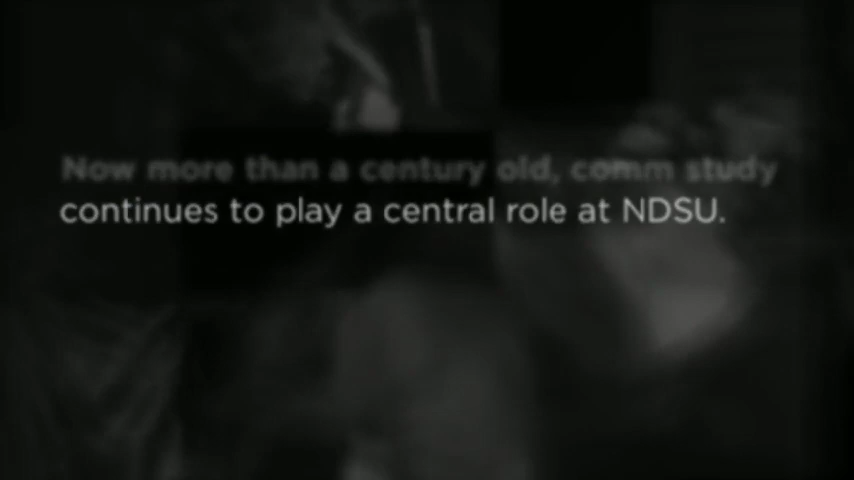 Now more than a century old, comm study
continues to play a central role at NDSU.